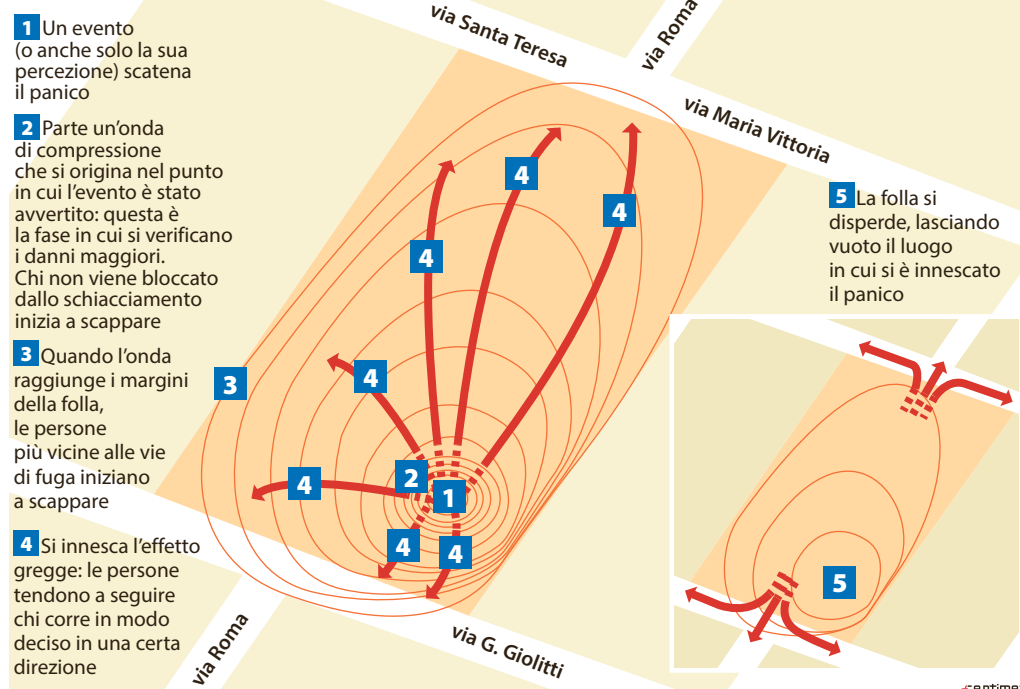 1 Un evento
(o anche solo la sua
percezione) scatena
il panico
2 Parte un’onda
di compressione
che si origina nel punto
in cui l’evento è stato
avvertito: questa è
la fase in cui si verificano
i danni maggiori.
Chi non viene bloccato
dallo schiacciamento
inizia a scappare
3 Quando l’onda
raggiunge i margini
della folla,
le persone
più vicine alle vie
di fuga iniziano
a scappare
4 Si innesca l’effetto
gregge: le persone
tendono a seguire
chi corre in modo
deciso in una certa
direzione
via Santa Teresa
via Roma
via Maria Vittoria
4
4
4
4
3
4
2
1
4
4
via Roma
via G. Giolitti
5 La folla si
disperde, lasciando
vuoto il luogo
in cui si è innescato
il panico
5